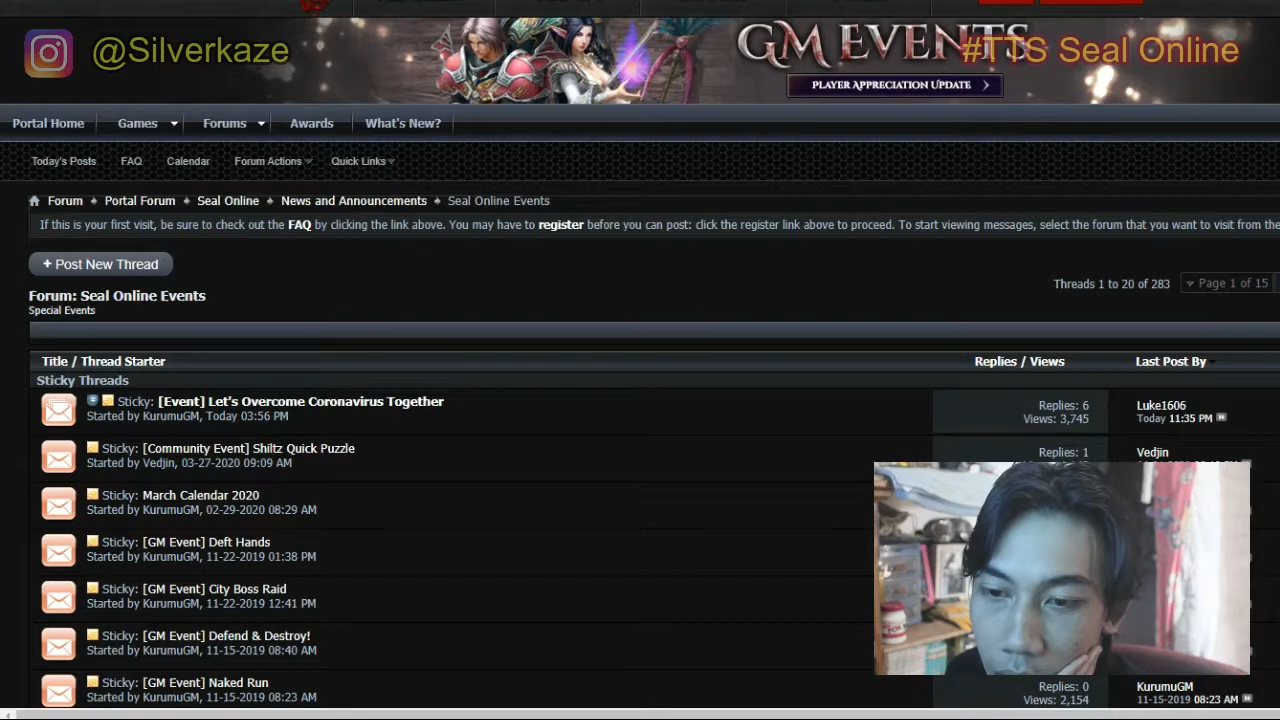 @Silverkaze
GM EVENTS
#TTS Seal Online
PLAYER APPRECIATION UPDATE
Portal Home
Games
Forums
Awards
What's New?
Today's Posts
FAQ
Calendar
Forum Actions
Quick Links
Forum
Portal Forum
Seal Online
News and Announcements
Seal Online Events
If this is your first visit, be sure to check out the FAQ by clicking the link above. You may have to register before you can post: click the register link above to proceed. To start viewing messages, select the forum that you want to visit from the
+ Post New Thread
Threads 1 to 20 of 283
Page 1 of 15
Forum: Seal Online Events
Special Events
Title / Thread Starter
Replies / Views
Last Post By
Sticky Threads
Sticky: [Event] Let's Overcome Coronavirus Together
Started by KurumuGM, Today 03:56 PM
Replies: 6
Views: 3,745
Luke1606
Today 11:35 PM
Sticky: [Community Event] Shiltz Quick Puzzle
Started by Vedjin, 03-27-2020 09:09 AM
Replies: 1
Vedjin
Sticky: March Calendar 2020
Started by KurumuGM, 02-29-2020 08:29 AM
Sticky: [GM Event] Deft Hands
Started by KurumuGM, 11-22-2019 01:38 PM
Sticky: [GM Event] City Boss Raid
Started by KurumuGM, 11-22-2019 12:41 PM
Sticky: [GM Event] Defend & Destroy!
Started by KurumuGM, 11-15-2019 08:40 AM
Sticky: [GM Event] Naked Run
Started by KurumuGM, 11-15-2019 08:23 AM
Replies: 0
Views: 2,154
KurumuGM
11-15-2019 08:23 AM